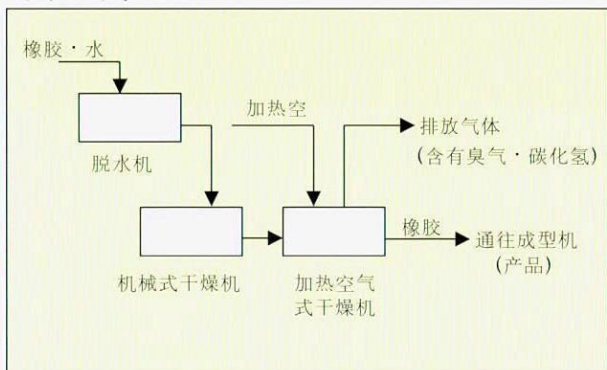 橡胶·水
脱水机
加热空
排放气体
(含有臭气·碳化氢)
机械式干燥机
加热空气
式干燥机
橡胶
通往成型机
(产品)